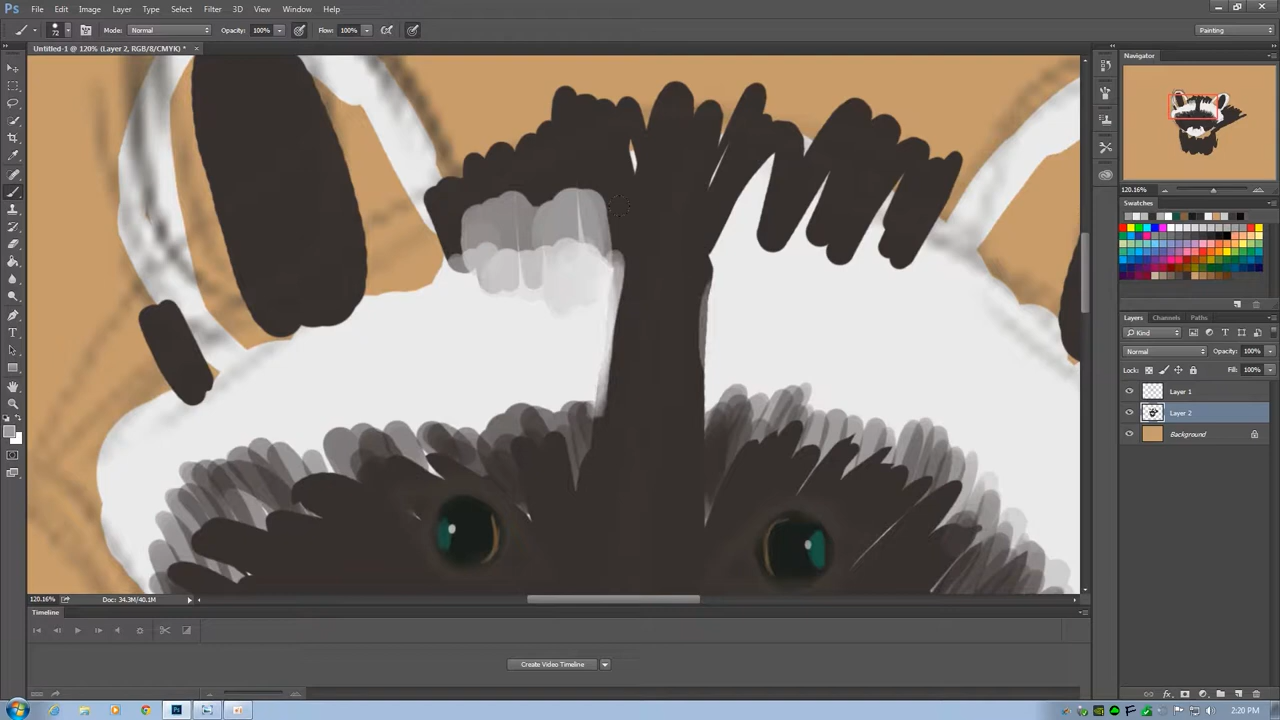 Ps File Edit Image Layer Type Select Filter 3D View Window Help
72 Mode: Normal Opacity: 100% Flow: 100% Painting
Untitled-1 @ 120% (Layer 2, RGB/8/CMYK) *
Navigator
120.16%
Swatches
Layers Channels Paths
Kind
Normal Opacity: 100%
Lock: Fill: 100%
Layer 1
Layer 2
Background
120.16% Doc: 34.3M/40.1M
Timeline
Create Video Timeline
2:20 PM